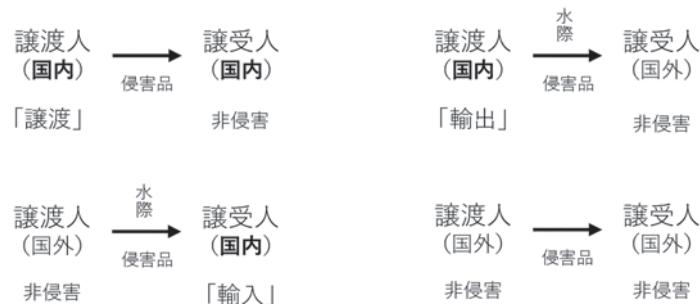 譲渡人
(国内)
「譲渡」
侵害品
譲受人
(国内)
非侵害
譲渡人
(国内)
「輸出」
水際
侵害品
譲受人
(国外)
非侵害
譲渡人
(国外)
非侵害
水際
侵害品
譲受人
(国内)
「輸入」
譲渡人
(国外)
非侵害
侵害品
譲受人
(国外)
非侵害